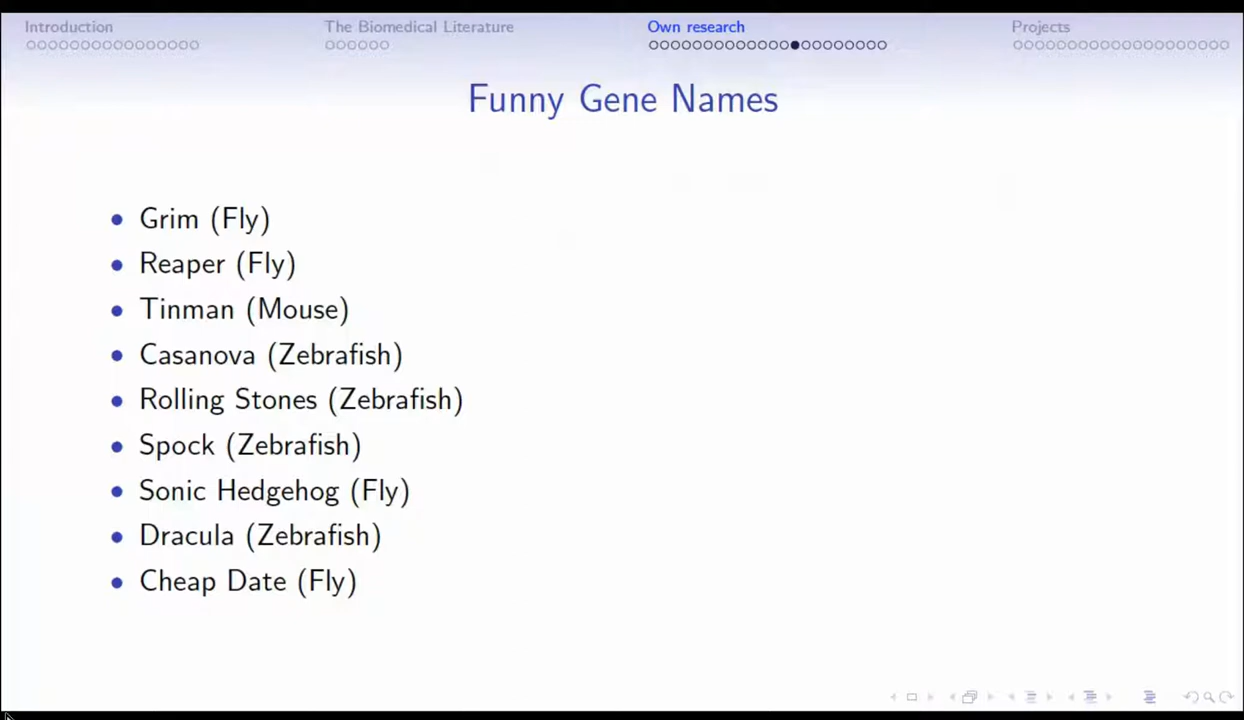 Introduction
The Biomedical Literature
Own research
Projects
Funny Gene Names
Grim (Fly)
Reaper (Fly)
Tinman (Mouse)
Casanova (Zebrafish)
Rolling Stones (Zebrafish)
Spock (Zebrafish)
Sonic Hedgehog (Fly)
Dracula (Zebrafish)
Cheap Date (Fly)